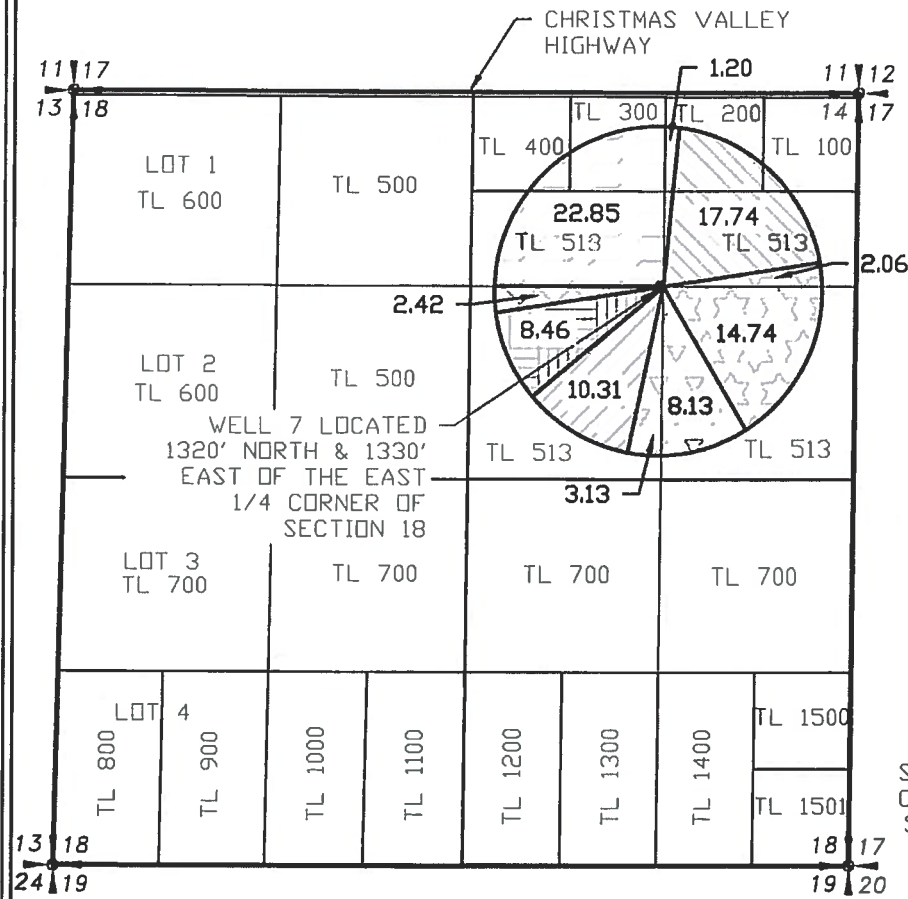 CHRISTMAS VALLEY
HIGHWAY
11 17
13 18
1.20
11 12
14 17
LOT 1
TL 600
TL 500
TL 400
TL 300
TL 200
TL 100
22.85
TL 513
17.74
TL 513
2.06
2.42
8.46
14.74
10.31
8.13
3.13
LOT 2
TL 600
TL 500
TL 513
TL 513
WELL 7 LOCATED
1320' NORTH & 1330'
EAST OF THE EAST
1/4 CORNER OF
SECTION 18
LOT 3
TL 700
TL 700
TL 700
TL 700
LOT 4
TL 800
TL 900
TL 1000
TL 1100
TL 1200
TL 1300
TL 1400
TL 1500
TL 1501
13 18
24 19
18 17
19 20